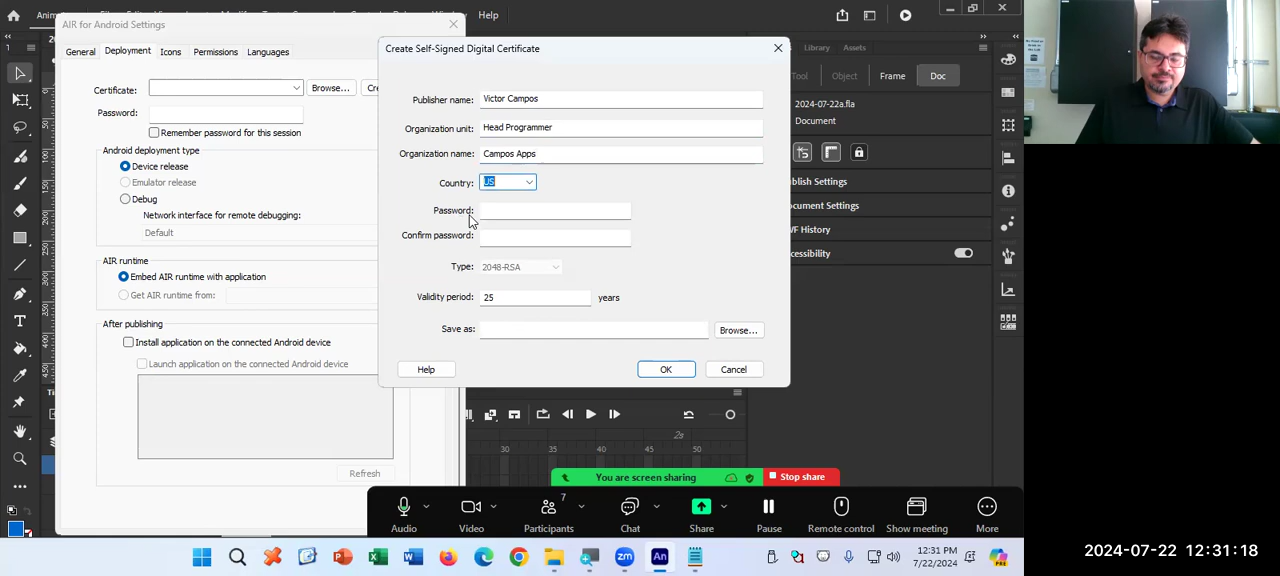 Help
AIR for Android Settings
General Deployment Icons Permissions Languages
Certificate: Browse...
Password:
Remember password for this session
Android deployment type
Device release
Emulator release
Debug
Network interface for remote debugging:
Default
AIR runtime
Embed AIR runtime with application
Get AIR runtime from:
After publishing
Install application on the connected Android device
Launch application on the connected Android device
Refresh
Create Self-Signed Digital Certificate
Publisher name: Victor Campos
Organization unit: Head Programmer
Organization name: Campos Apps
Country: US
Password:
Confirm password:
Type: 2048-RSA
Validity period: 25 years
Save as: Browse...
Help OK Cancel
Library Assets
Tool Object Frame Doc
2024-07-22a.fla
Document
blish Settings
ocument Settings
WF History
cessibility
2s
30 35 40 45 50
You are screen sharing Stop share
7
Audio Video Participants Chat Share Pause Remote control Show meeting More
12:31 PM
7/22/2024
2024-07-22 12:31:18